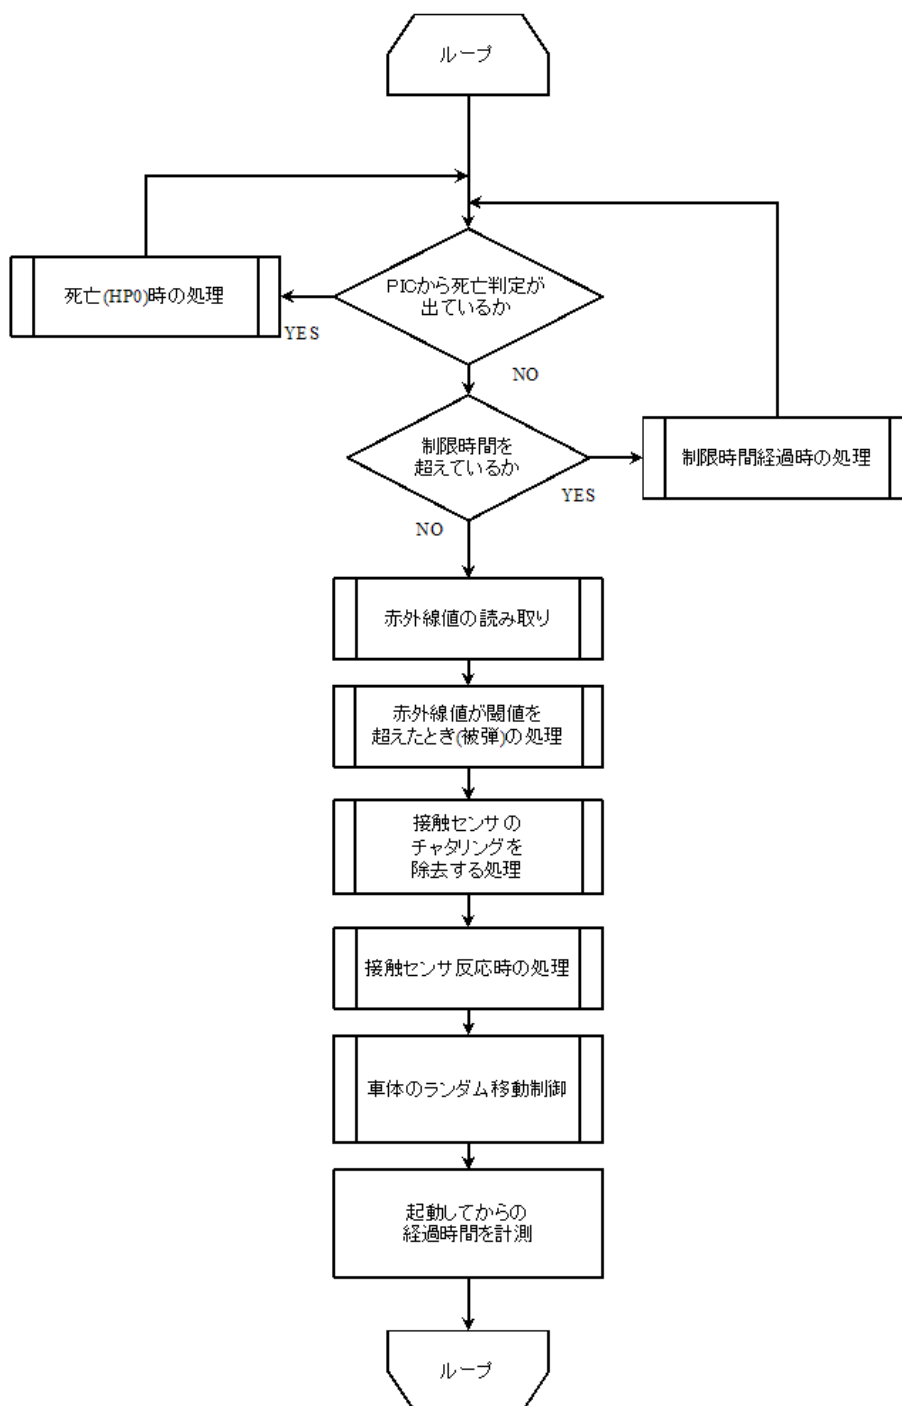 ループ
PICから死亡判定が
出ているか
死亡(HP0)時の処理
YES
NO
制限時間を
超えているか
制限時間経過時の処理
YES
NO
赤外線値の読み取り
赤外線値が閾値を
超えたとき(被弾)の処理
接触センサの
チャタリングを
除去する処理
接触センサ反応時の処理
車体のランダム移動制御
起動してからの
経過時間を計測
ループ